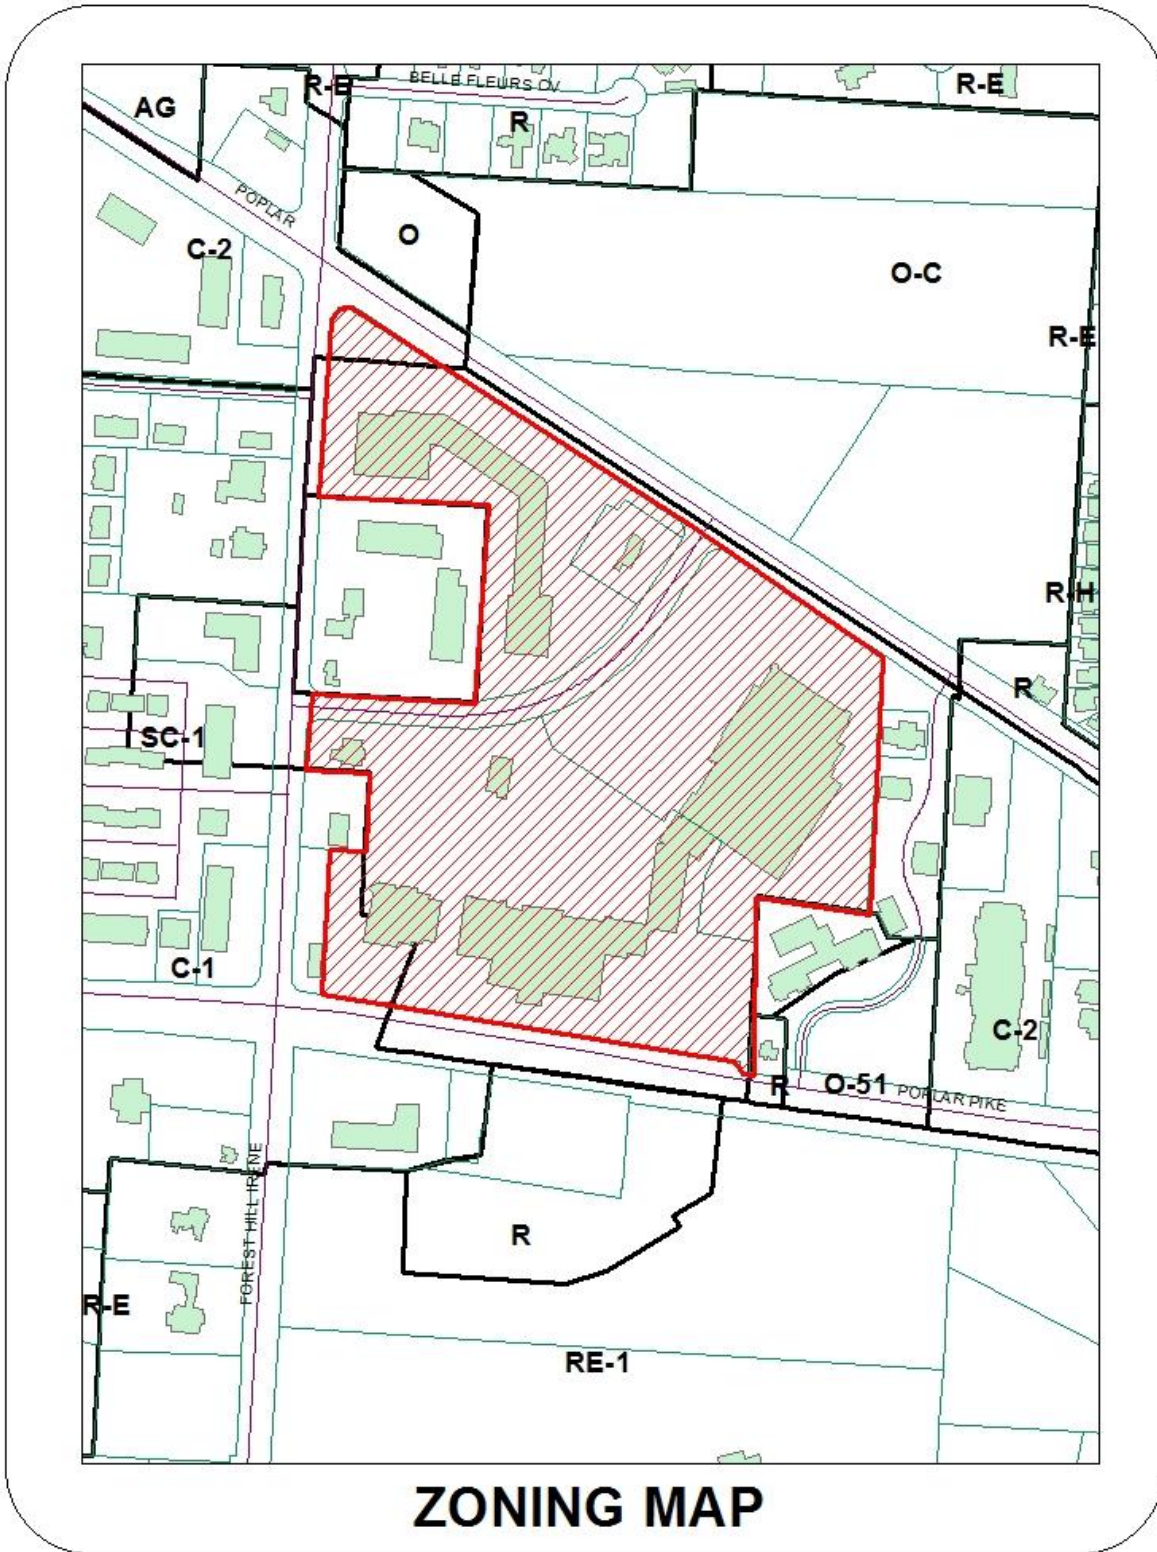 BELLE FLEURS CV
R-E
R-E
AG
R
POPLAR
O
C-2
O-C
R-E
R-H
R
SC-1
C-1
C-2
R
O-51
POPLAR PIKE
FOREST HILL IRENE
R
R-E
RE-1
ZONING MAP